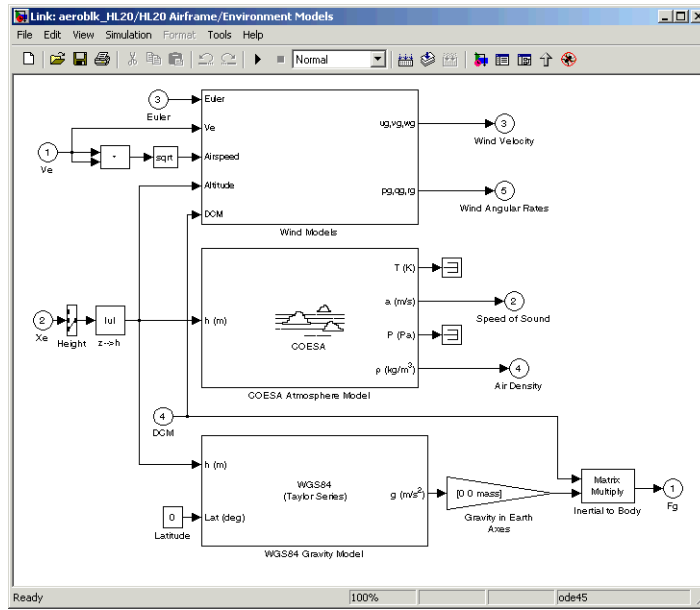 Link: aeroblk_HL20/HL20 Airframe/Environment Models
File Edit View Simulation Format Tools Help
Normal
3
Euler
Euler
Ve
Airspeed
Altitude
DCM
ug,vg,wg
pg,qg,rg
Wind Models
3
Wind Velocity
5
Wind Angular Rates
1
Ve
sqrt
T (K)
a (m/s)
P (Pa)
ρ (kg/m³)
h (m)
COESA
COESA Atmosphere Model
2
Speed of Sound
4
Air Density
2
Xe
Height
|u|
z-->h
4
DCM
h (m)
WGS84
(Taylor Series)
g (m/s²)
Lat (deg)
WGS84 Gravity Model
0
Latitude
[0 0 mass]
Gravity in Earth
Axes
Matrix
Multiply
Inertial to Body
1
Fg
Ready
100%
ode45